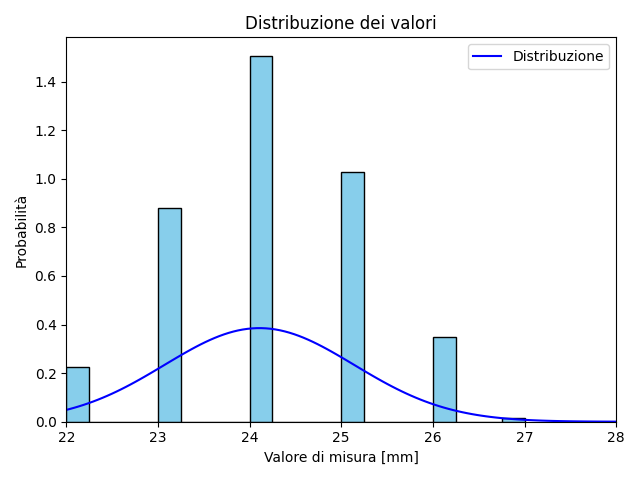 Distribuzione dei valori
Distribuzione
Probabilità
1.4
1.2
1.0
0.8
0.6
0.4
0.2
0.0
22 23 24 25 26 27 28
Valore di misura [mm]